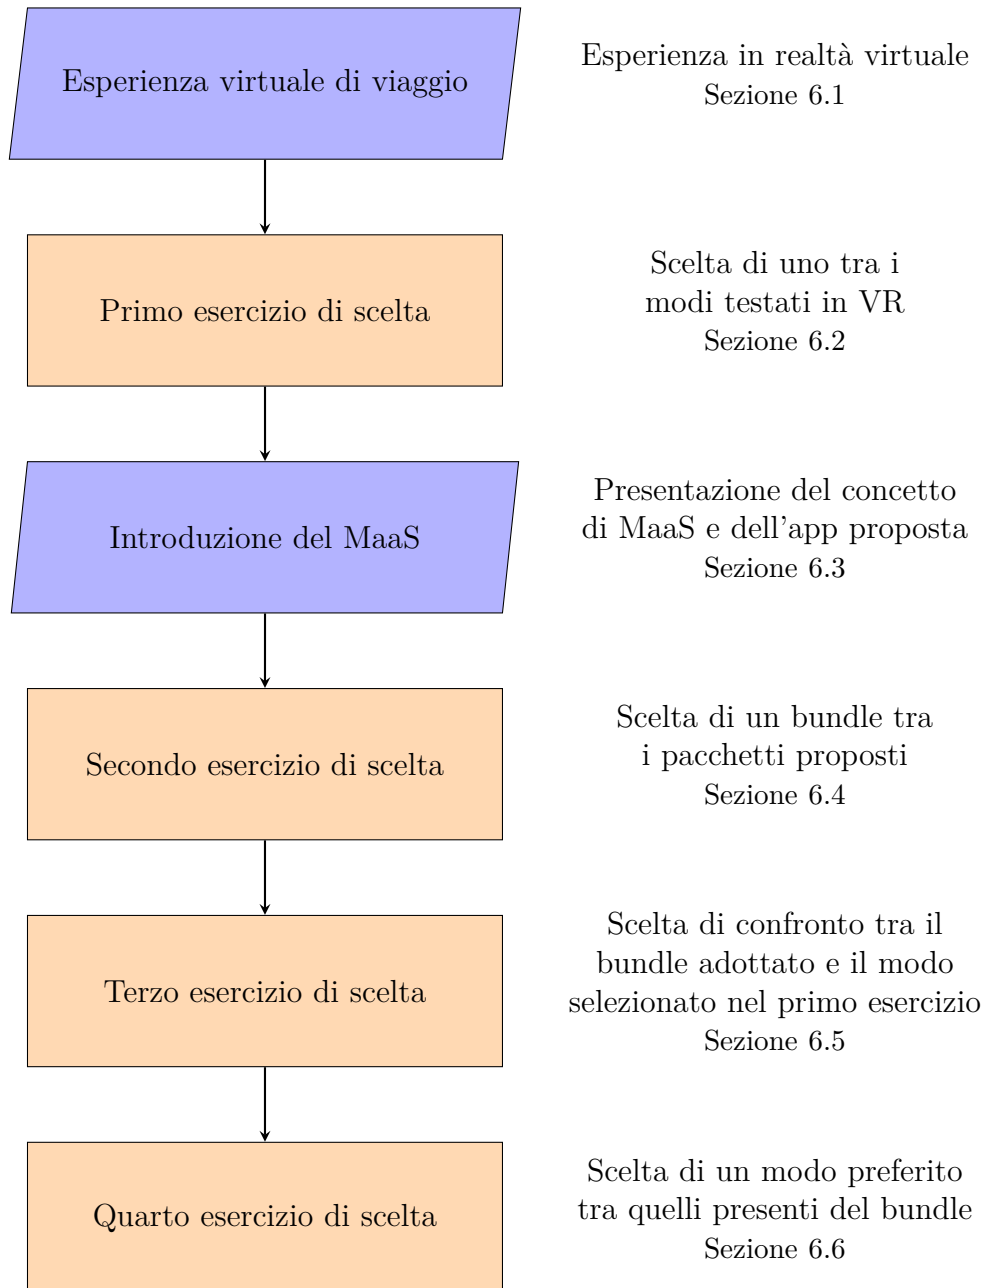 Esperienza virtuale di viaggio
Esperienza in realtà virtuale
Sezione 6.1
Primo esercizio di scelta
Scelta di uno tra i
modi testati in VR
Sezione 6.2
Introduzione del MaaS
Presentazione del concetto
di MaaS e dell'app proposta
Sezione 6.3
Secondo esercizio di scelta
Scelta di un bundle tra
i pacchetti proposti
Sezione 6.4
Terzo esercizio di scelta
Scelta di confronto tra il
bundle adottato e il modo
selezionato nel primo esercizio
Sezione 6.5
Quarto esercizio di scelta
Scelta di un modo preferito
tra quelli presenti del bundle
Sezione 6.6